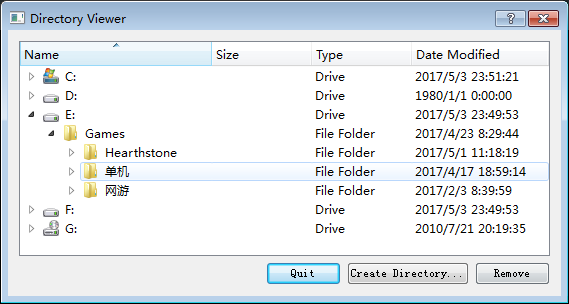 Directory Viewer
Name Size Type Date Modified
C: Drive 2017/5/3 23:51:21
D: Drive 1980/1/1 0:00:00
E: Drive 2017/5/3 23:49:53
Games File Folder 2017/4/23 8:29:44
Hearthstone File Folder 2017/5/1 11:18:19
单机 File Folder 2017/4/17 18:59:14
网游 File Folder 2017/2/3 8:39:59
F: Drive 2017/5/3 23:49:53
G: Drive 2010/7/21 20:19:35
Quit Create Directory... Remove